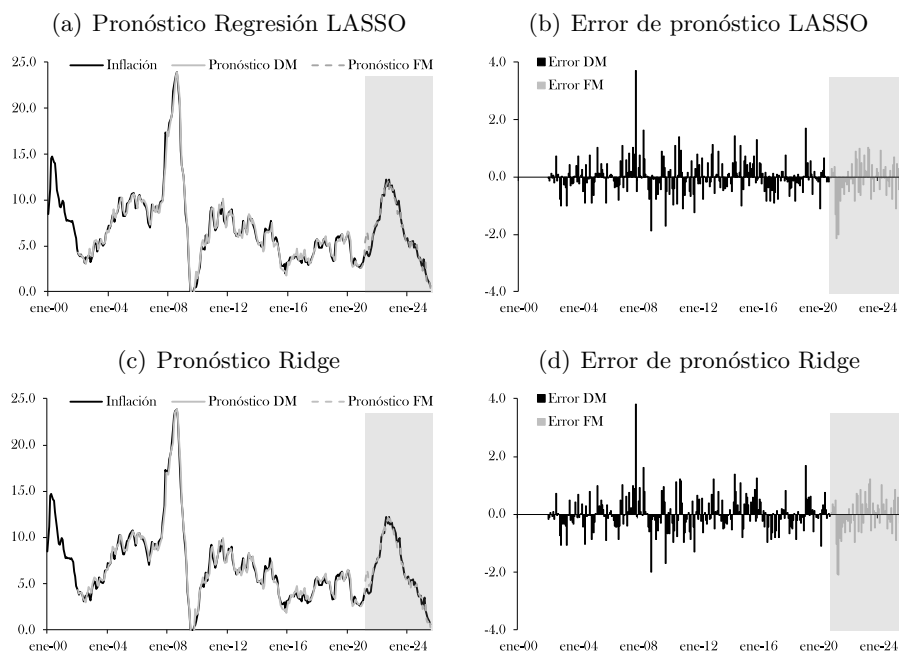 (a) Pronóstico Regresión LASSO
25.0
Inflación Pronóstico DM Pronóstico FM
20.0
15.0
10.0
5.0
0.0
ene-00 ene-04 ene-08 ene-12 ene-16 ene-20 ene-24
(b) Error de pronóstico LASSO
4.0
Error DM
Error FM
2.0
0.0
-2.0
-4.0
ene-00 ene-04 ene-08 ene-12 ene-16 ene-20 ene-24
(c) Pronóstico Ridge
25.0
Inflación Pronóstico DM Pronóstico FM
20.0
15.0
10.0
5.0
0.0
ene-00 ene-04 ene-08 ene-12 ene-16 ene-20 ene-24
(d) Error de pronóstico Ridge
4.0
Error DM
Error FM
2.0
0.0
-2.0
-4.0
ene-00 ene-04 ene-08 ene-12 ene-16 ene-20 ene-24